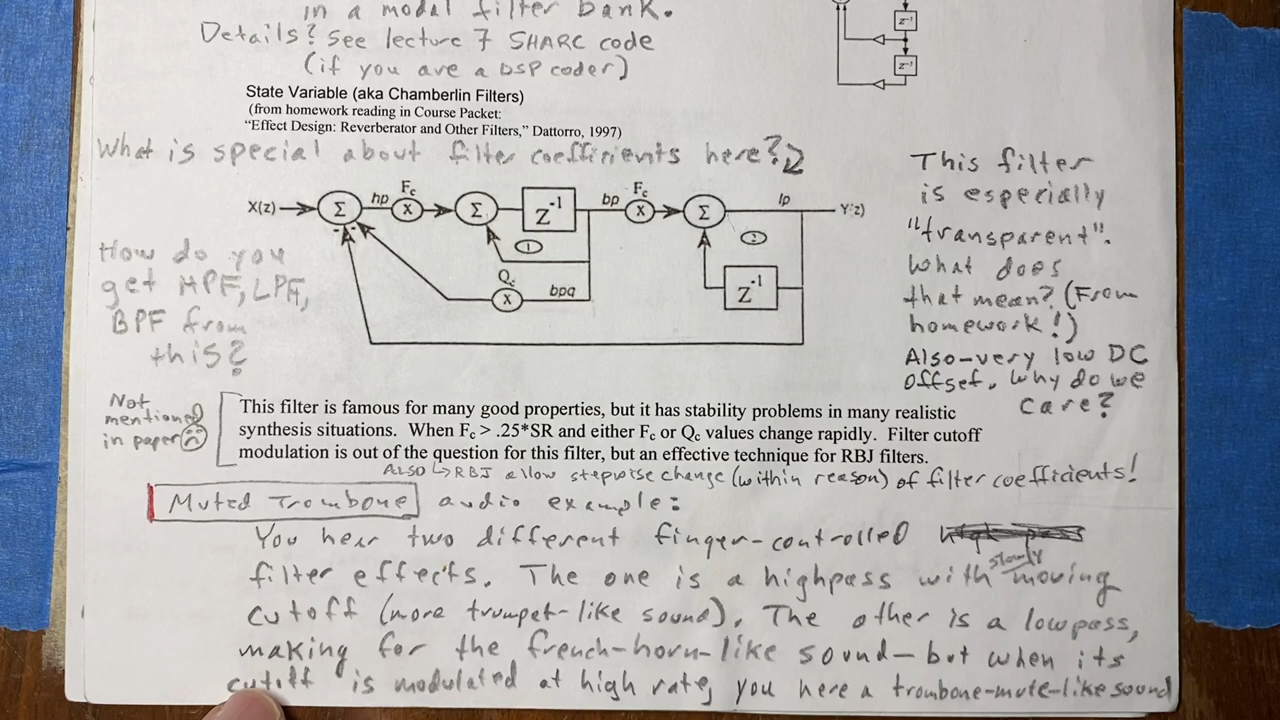 in a modal filter bank.
Details? See lecture 7 SHARC code
(if you are a DSP coder)
z⁻¹
z⁻¹
State Variable (aka Chamberlin Filters)
(from homework reading in Course Packet:
“Effect Design: Reverberator and Other Filters,” Dattorro, 1997)
What is special about filter coefficients here?
X(z)
Σ
hp
Fc
X
Σ
Z⁻¹
bp
Fc
X
Σ
lp
Y(z)
- -
1
2
Qc
X
bpq
Z⁻¹
How do you
get HPF, LPF,
BPF from
this?
This filter
is especially
"transparent".
What does
that mean? (From
homework!)
Also-very low DC
offset. Why do we
care?
Not
mentioned
in paper
This filter is famous for many good properties, but it has stability problems in many realistic
synthesis situations. When Fc > .25*SR and either Fc or Qc values change rapidly. Filter cutoff
modulation is out of the question for this filter, but an effective technique for RBJ filters.
ALSO RBJ allow stepwise change (within reason) of filter coefficients!
Muted Trombone audio example:
You hear two different finger-controlled
filter effects. The one is a highpass with slowly moving
cutoff (more trumpet-like sound). The other is a lowpass,
making for the french-horn-like sound-but when its
cutoff is modulated at high rate, you here a trombone-mute-like sound